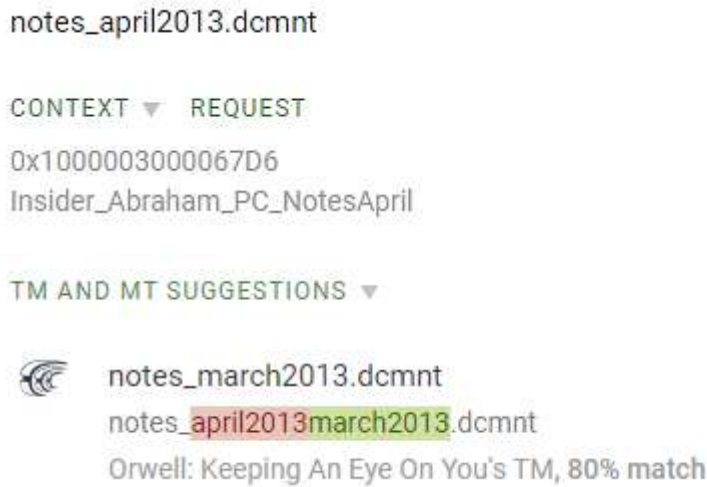 notes_april2013.dcmnt
CONTEXT REQUEST
0x1000003000067D6
Insider_Abraham_PC_NotesApril
TM AND MT SUGGESTIONS
notes_march2013.dcmnt
notes_april2013march2013.dcmnt
Orwell: Keeping An Eye On You's TM, 80% match